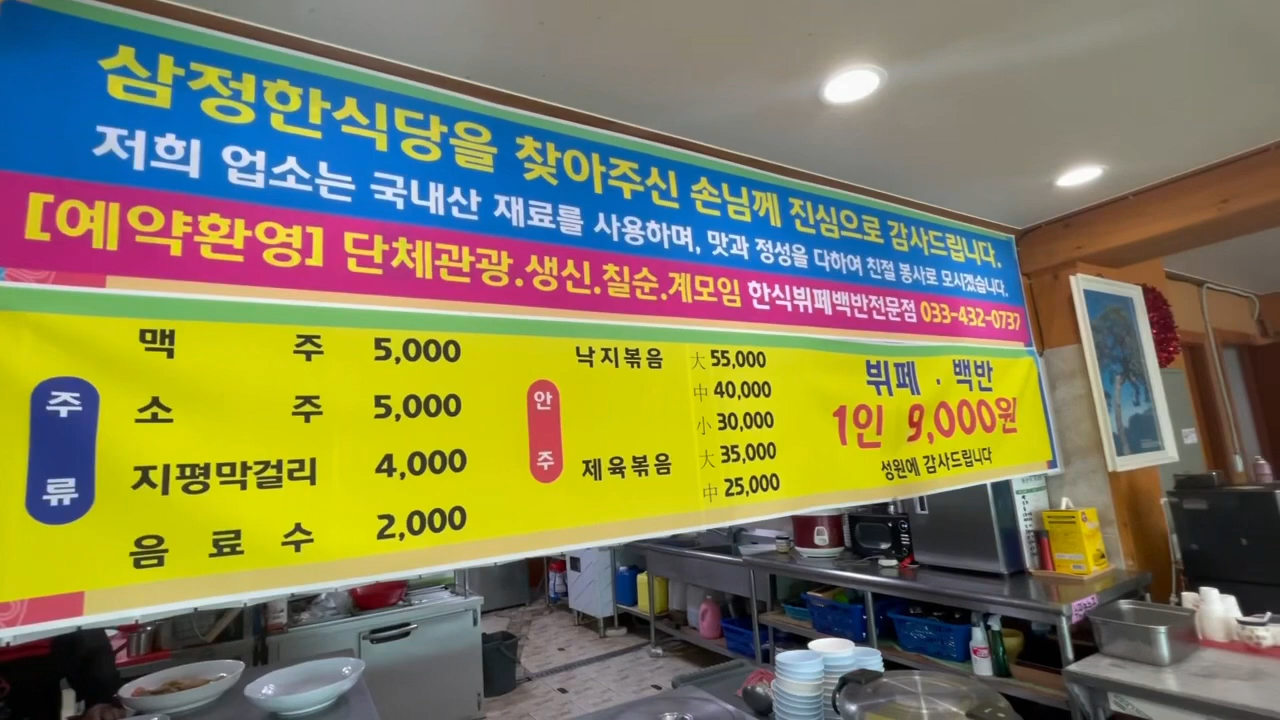 삼정한식당을 찾아주신 손님께 진심으로 감사드립니다.
저희 업소는 국내산 재료를 사용하며, 맛과 정성을 다하여 친절 봉사로 모시겠습니다.
[예약환영] 단체관광.생신.칠순.계모임 한식뷔페백반전문점 033-432-0737
주류
맥주 5,000
소주 5,000
지평막걸리 4,000
음료수 2,000
안주
낙지볶음 大 55,000
中 40,000
小 30,000
제육볶음 大 35,000
中 25,000
뷔페 . 백반
1인 9,000원
성원에 감사드립니다